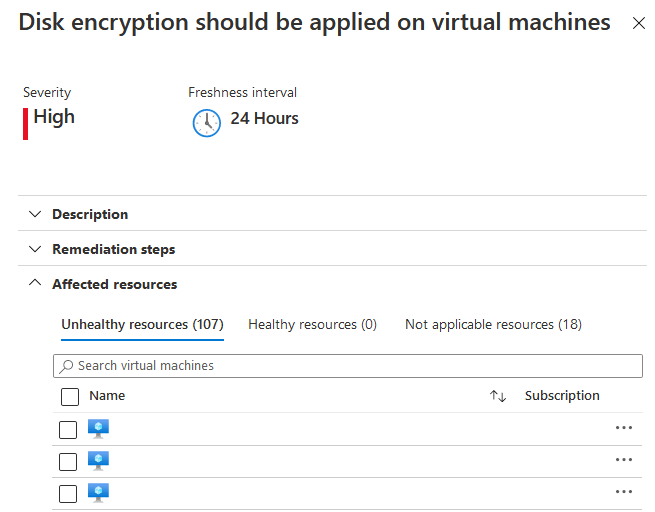 Disk encryption should be applied on virtual machines
Severity
Freshness interval
High
24 Hours
Description
Remediation steps
Affected resources
Unhealthy resources (107) Healthy resources (0) Not applicable resources (18)
Search virtual machines
Name Subscription